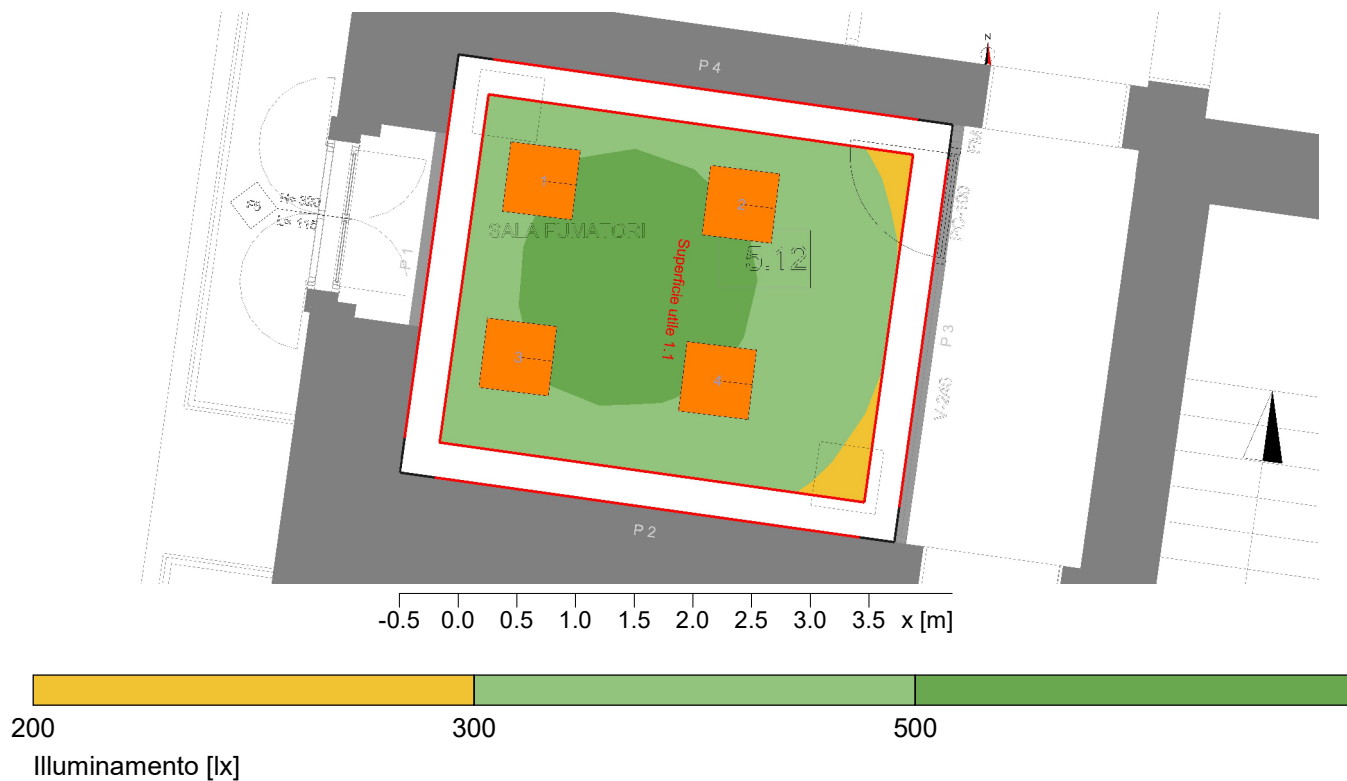 N
P 4
1
2
SALA FUMATORI
5.12
Superficie utile 1.1
P 1
P 3
3
4
P 2
-0.5 0.0 0.5 1.0 1.5 2.0 2.5 3.0 3.5 x [m]
200 300 500
Illuminamento [lx]